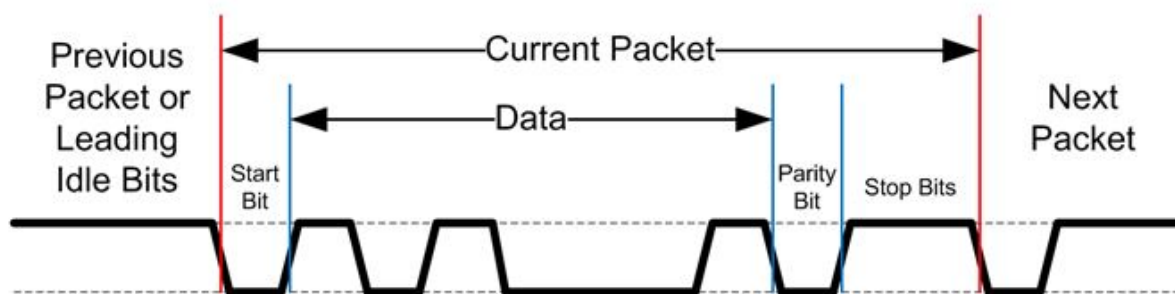 Previous
Packet or
Leading
Idle Bits
Current Packet
Data
Start
Bit
Parity
Bit
Stop Bits
Next
Packet